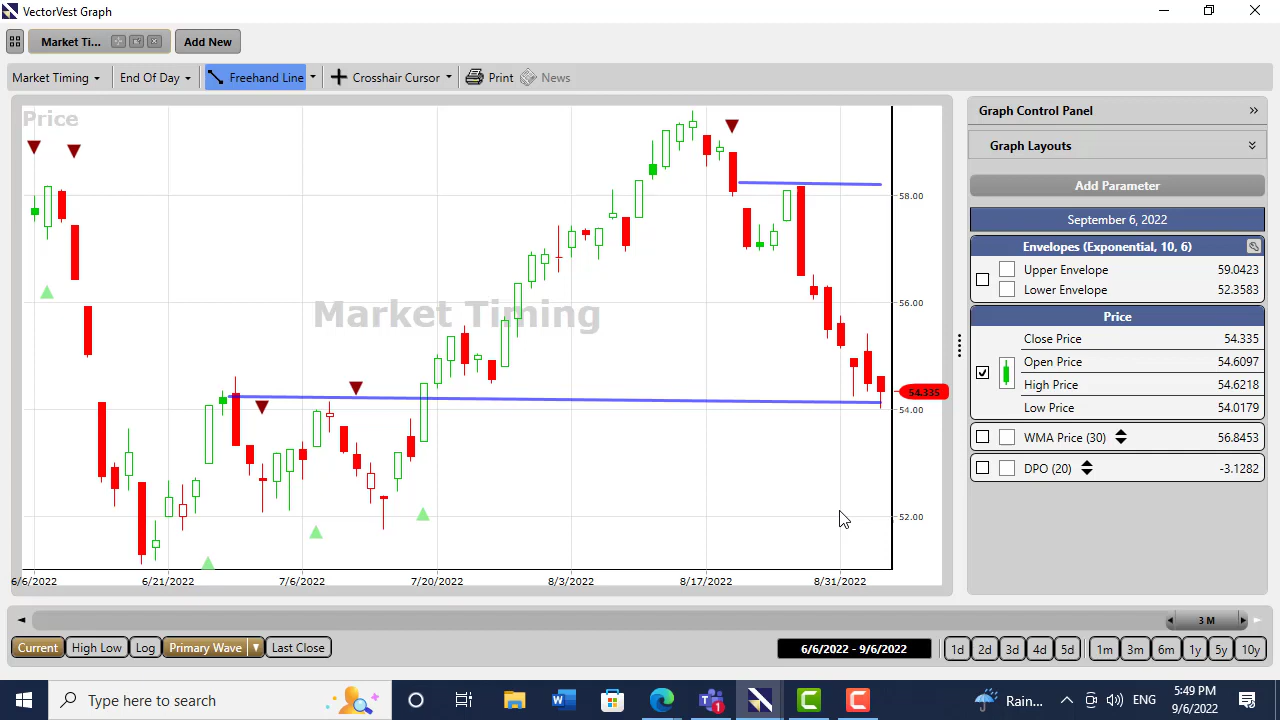 VectorVest Graph
Market Ti...
Add New
Market Timing
End Of Day
Freehand Line
Crosshair Cursor
Print
News
Price
Market Timing
58.00
56.00
54.335
54.00
52.00
6/6/2022 6/21/2022 7/6/2022 7/20/2022 8/3/2022 8/17/2022 8/31/2022
Graph Control Panel
Graph Layouts
Add Parameter
September 6, 2022
Envelopes (Exponential, 10, 6)
Upper Envelope 59.0423
Lower Envelope 52.3583
Price
Close Price 54.335
Open Price 54.6097
High Price 54.6218
Low Price 54.0179
WMA Price (30) 56.8453
DPO (20) -3.1282
3 M
Current High Low Log Primary Wave Last Close 6/6/2022 - 9/6/2022 1d 2d 3d 4d 5d 1m 3m 6m 1y 5y 10y
Type here to search
1
Rain...
ENG
5:49 PM
9/6/2022